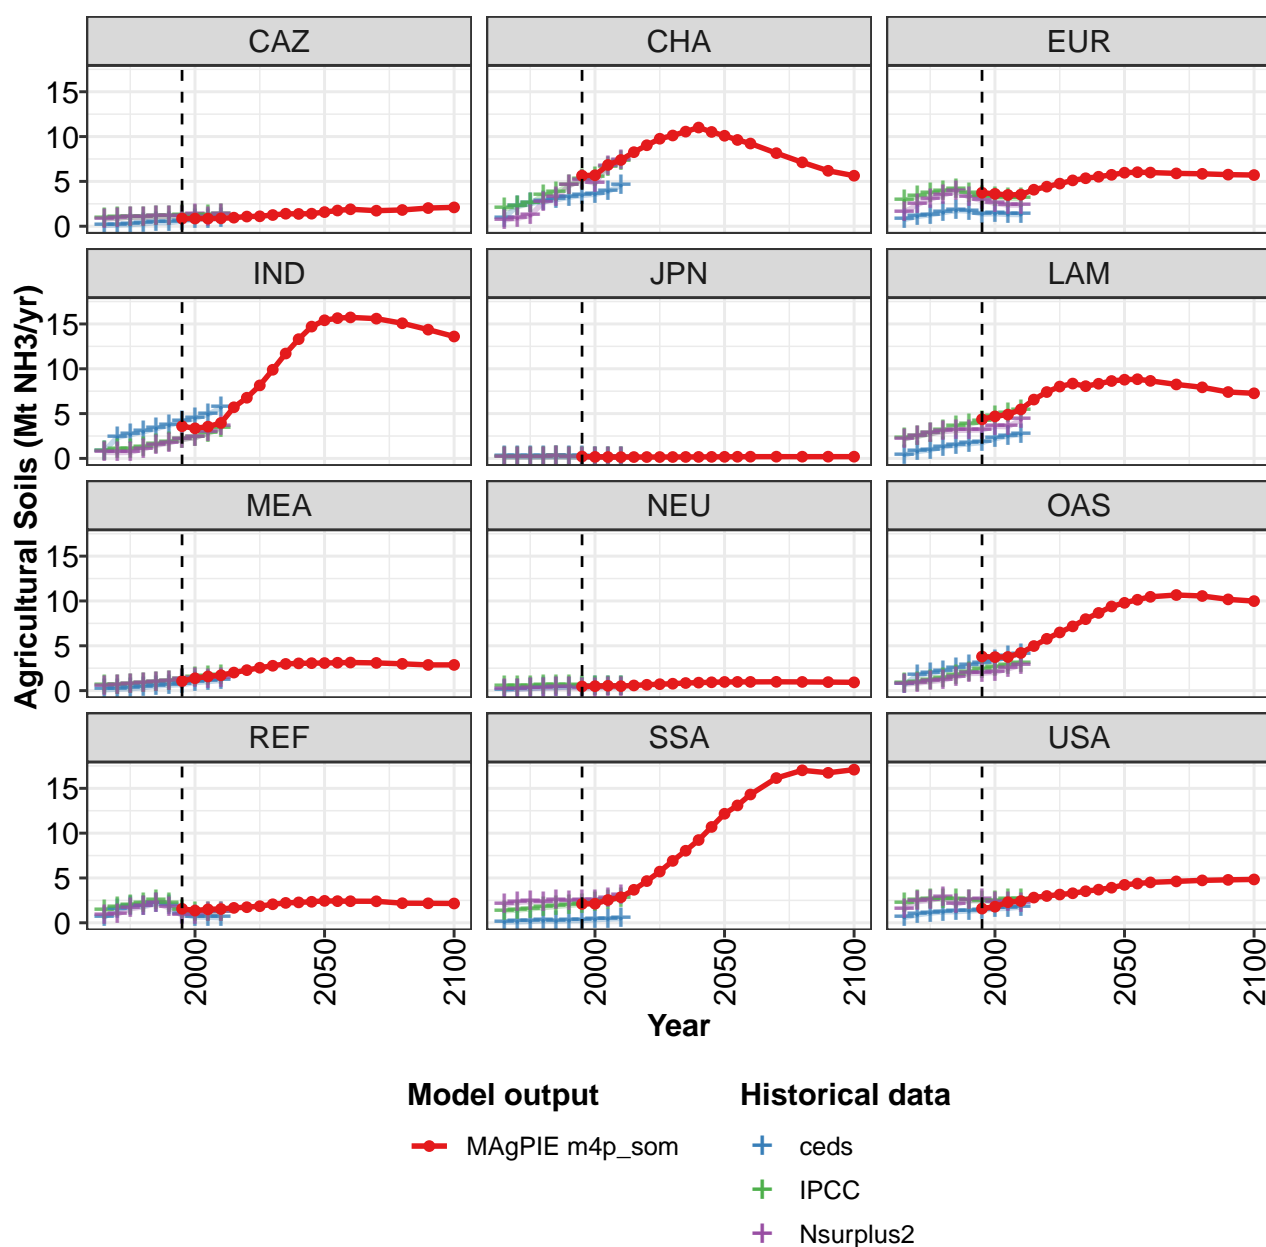 CAZ CHA EUR
15
10
5
0
IND JPN LAM
15
10
5
0
MEA NEU OAS
15
10
5
0
REF SSA USA
15
10
5
0
2000 2050 2100 2000 2050 2100 2000 2050 2100
Agricultural Soils (Mt NH3/yr)
Year
Model output
MAgPIE m4p_som
Historical data
ceds
IPCC
Nsurplus2